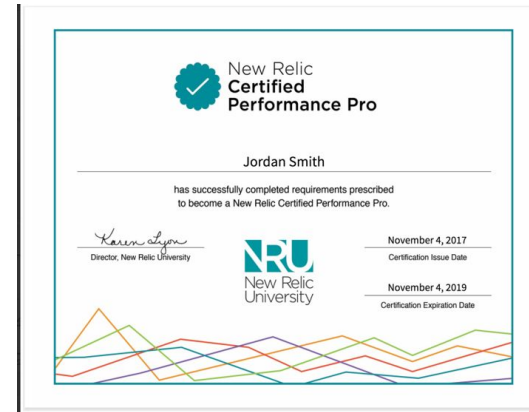 New Relic
Certified
Performance Pro
Jordan Smith
has successfully completed requirements prescribed
to become a New Relic Certified Performance Pro.
Karen Lyon
Director, New Relic University
NRU
New Relic
University
November 4, 2017
Certification Issue Date
November 4, 2019
Certification Expiration Date